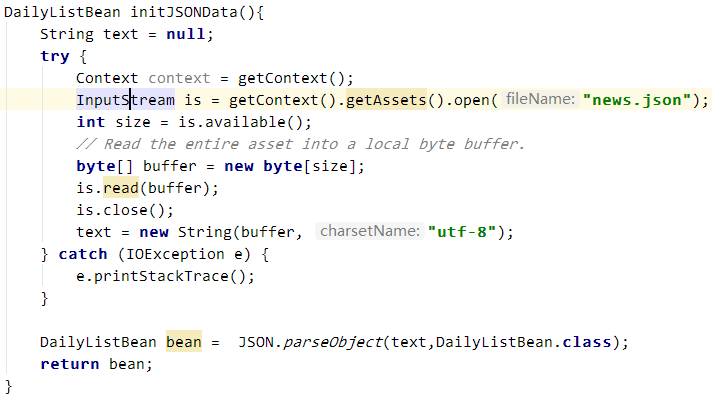 DailyListBean initJSONData(){
    String text = null;
    try {
        Context context = getContext();
        InputStream is = getContext().getAssets().open( fileName: "news.json");
        int size = is.available();
        // Read the entire asset into a local byte buffer.
        byte[] buffer = new byte[size];
        is.read(buffer);
        is.close();
        text = new String(buffer, charsetName: "utf-8");
    } catch (IOException e) {
        e.printStackTrace();
    }

    DailyListBean bean =  JSON.parseObject(text,DailyListBean.class);
    return bean;
}